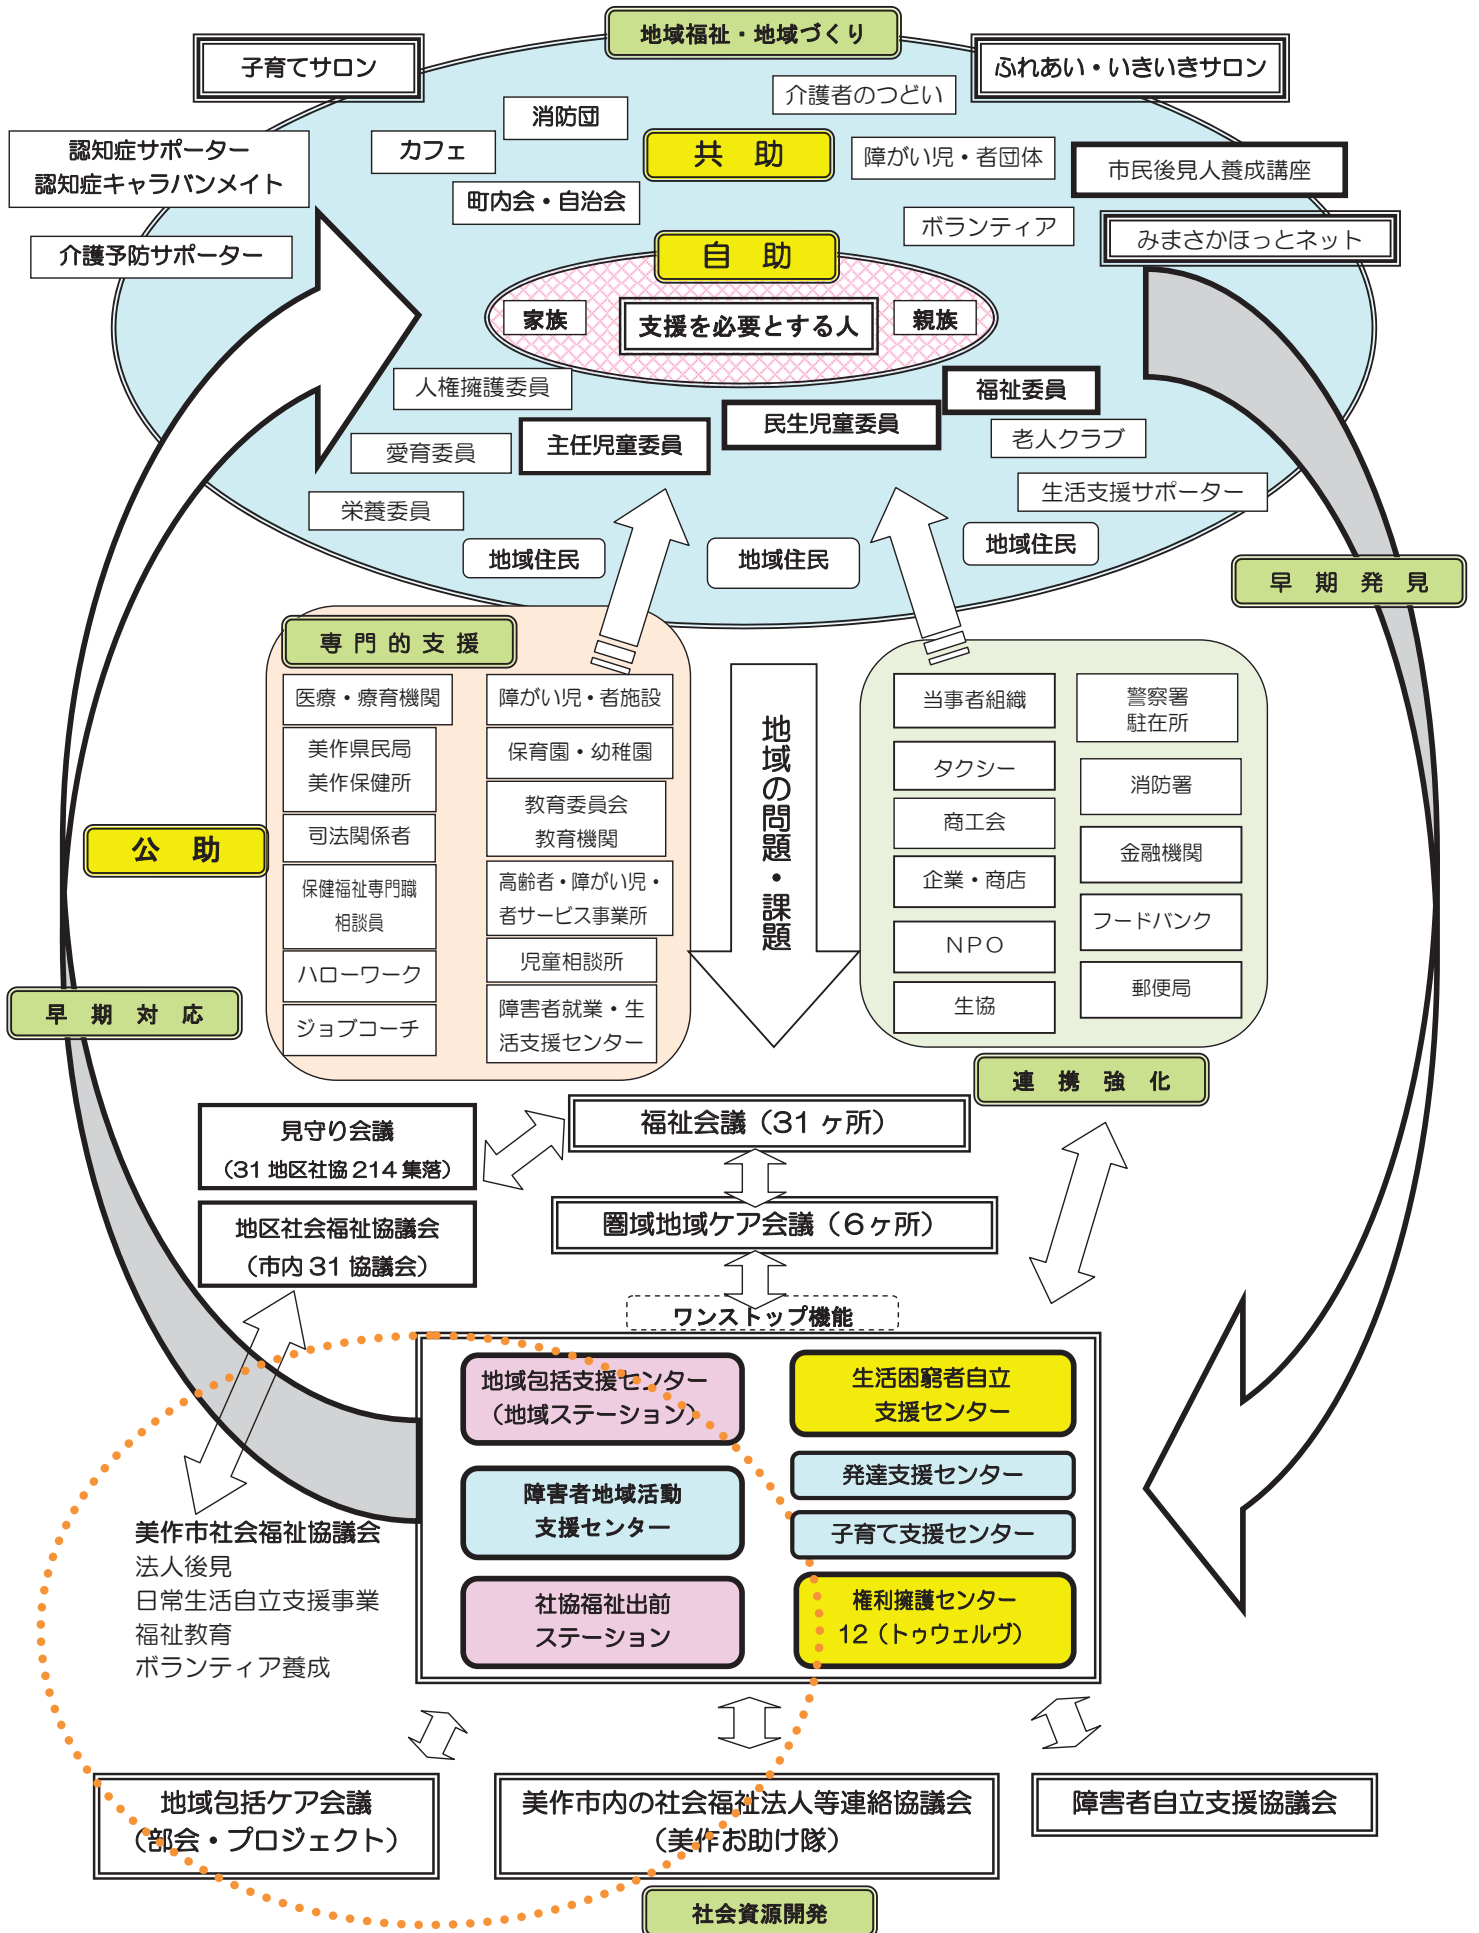 地域福祉・地域づくり
子育てサロン
ふれあい・いきいきサロン
介護者のつどい
消防団
認知症サポーター
認知症キャラバンメイト
カフェ
共　助
障がい児・者団体
市民後見人養成講座
町内会・自治会
ボランティア
みまさかほっとネット
介護予防サポーター
自　助
家族
支援を必要とする人
親族
人権擁護委員
福祉委員
主任児童委員
民生児童委員
愛育委員
老人クラブ
栄養委員
生活支援サポーター
地域住民
地域住民
地域住民
早　期　発　見
専門的支援
医療・療育機関
美作県民局
美作保健所
司法関係者
保健福祉専門職
相談員
ハローワーク
ジョブコーチ
障がい児・者施設
保育園・幼稚園
教育委員会
教育機関
高齢者・障がい児・
者サービス事業所
児童相談所
障害者就業・生
活支援センター
地域の問題・課題
当事者組織
タクシー
商工会
企業・商店
ＮＰＯ
生協
警察署
駐在所
消防署
金融機関
フードバンク
郵便局
公　助
早　期　対　応
連　携　強　化
見守り会議
（31 地区社協 214 集落）
福祉会議（31 ヶ所）
地区社会福祉協議会
（市内 31 協議会）
圏域地域ケア会議（6ヶ所）
ワンストップ機能
地域包括支援センター
（地域ステーション）
生活困窮者自立
支援センター
障害者地域活動
支援センター
発達支援センター
子育て支援センター
社協福祉出前
ステーション
権利擁護センター
12（トゥウェルヴ）
美作市社会福祉協議会
法人後見
日常生活自立支援事業
福祉教育
ボランティア養成
地域包括ケア会議
（部会・プロジェクト）
美作市内の社会福祉法人等連絡協議会
（美作お助け隊）
障害者自立支援協議会
社会資源開発